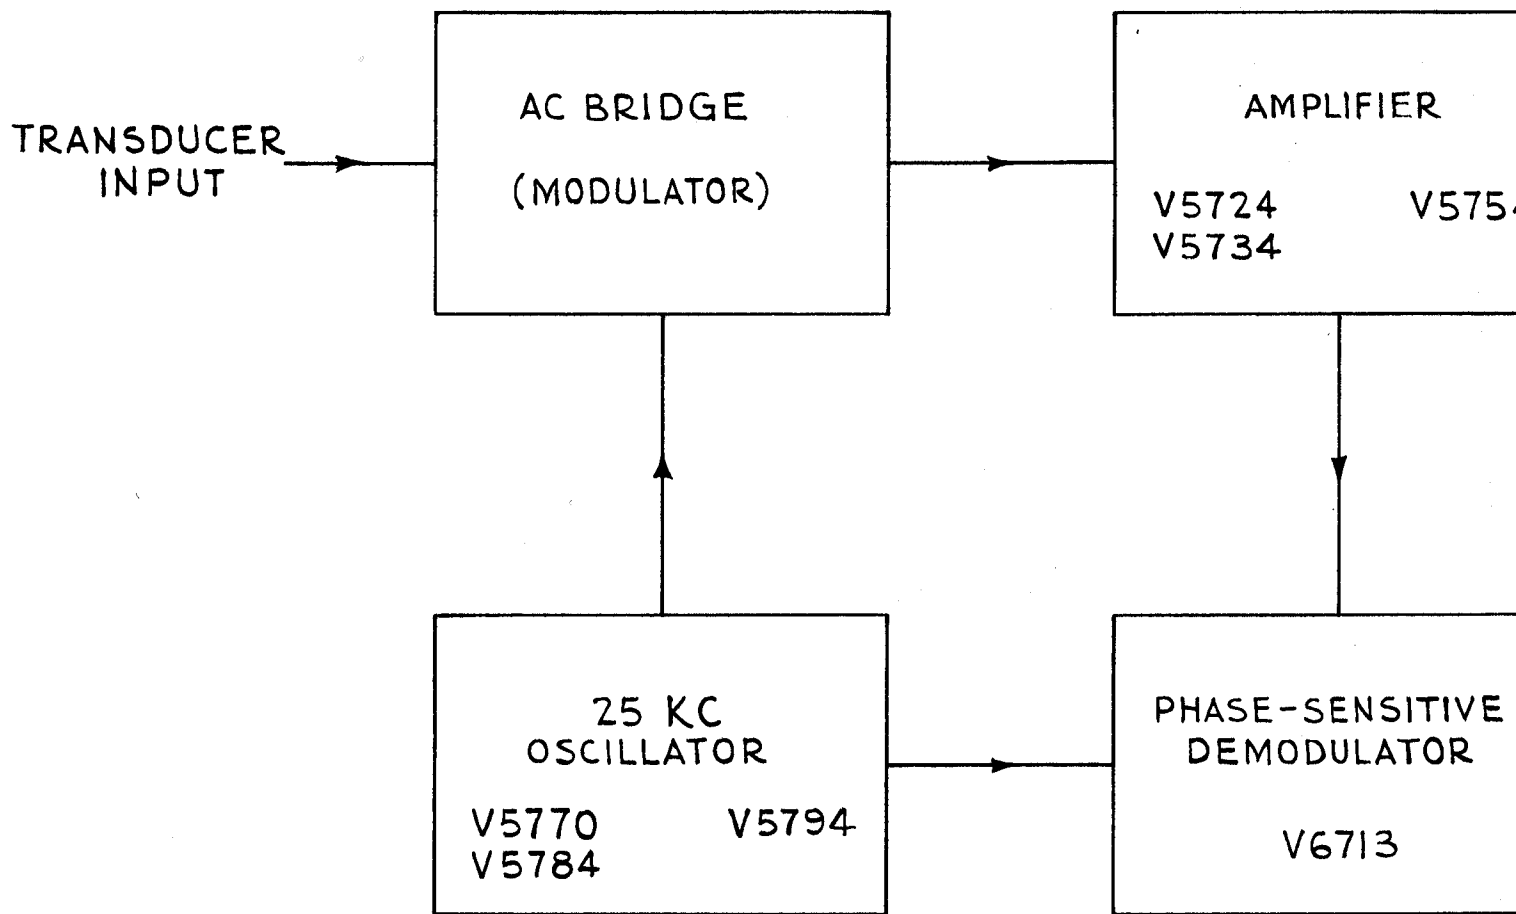 TRANSDUCER
INPUT
AC BRIDGE
(MODULATOR)
AMPLIFIER
V5724
V5734
25 KC
OSCILLATOR
V5770 V5794
V5784
PHASE-SENSITIVE
DEMODULATOR
V6713